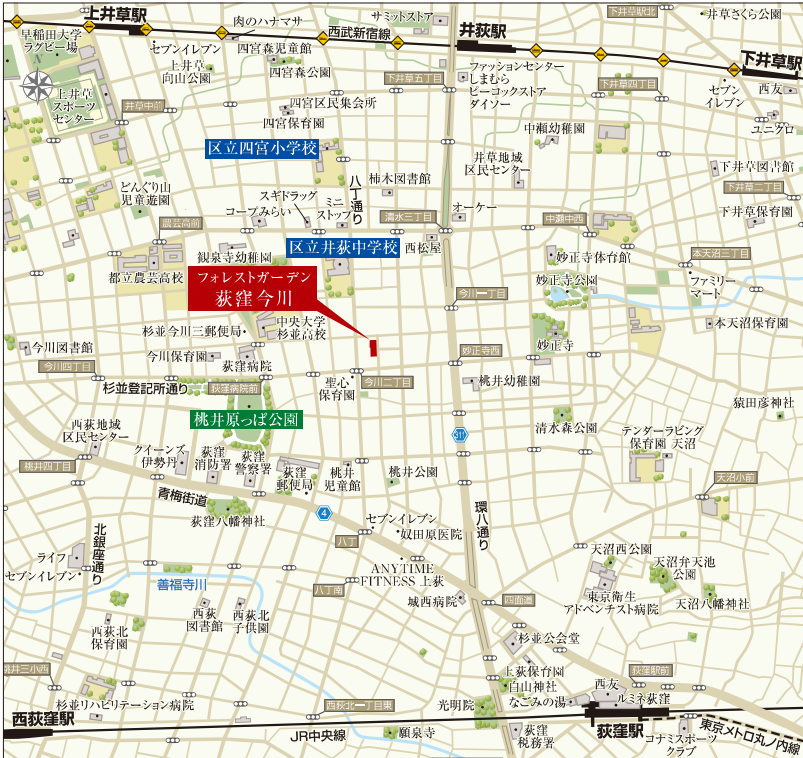 上井草駅
肉のハナマサ
サミットストア
下井草駅北
井草さくら公園
早稲田大学
ラグビー場
セブンイレブン
西武新宿線
井荻駅
四宮森児童館
上井草
向山公園
四宮森公園
下井草駅
上井草
スポーツ
センター
井草中前
下井草五丁目
ファッションセンター
しまむら
ピーコックストア
ダイソー
下井草四丁目
セブン
イレブン
西友
四宮区民集会所
四宮保育園
ユニクロ
中瀬幼稚園
区立四宮小学校
井草地域
区民センター
下井草図書館
八丁通り
柿木図書館
どんぐり山
児童遊園
スギドラッグ
コープみらい
ミニ
ストップ
清水三丁目
オーケー
中瀬中西
下井草二丁目
下井草保育園
農芸高前
区立井荻中学校
西松屋
観泉寺幼稚園
都立農芸高校
妙正寺体育館
本天沼三丁目
妙正寺公園
ファミリー
マート
フォレストガーデン
荻窪今川
今川一丁目
杉並今川三郵便局
中央大学
杉並高校
本天沼保育園
今川図書館
今川保育園
荻窪病院
妙正寺西
妙正寺
今川四丁目
杉並登記所通り
荻窪病院前
聖心
保育園
今川二丁目
桃井幼稚園
猿田彦神社
桃井原っぱ公園
西荻地域
区民センター
清水森公園
テンダーラビング
保育園 天沼
311
クイーンズ
伊勢丹
荻窪
消防署
荻窪
警察署
荻窪
郵便局
桃井
児童館
桃井公園
桃井四丁目
天沼小前
青梅街道
荻窪八幡神社
4
環八通り
セブンイレブン
奴田原医院
八丁
北銀座通り
ライフ
セブンイレブン
ANYTIME
FITNESS 上荻
天沼西公園
天沼弁天池
公園
善福寺川
八丁南
城西病院
四面道
東京衛生
アドベンチスト病院
天沼八幡神社
西荻
図書館
西荻北
子供園
西荻北
保育園
杉並公会堂
桃井三小西
上荻保育園
白山神社
なごみの湯
荻窪駅前
西友
ルミネ荻窪
杉並リハビリテーション病院
西荻北一丁目東
光明院
西荻窪駅
JR中央線
願泉寺
荻窪
税務署
荻窪駅
コナミスポーツ
クラブ
東京メトロ丸ノ内線